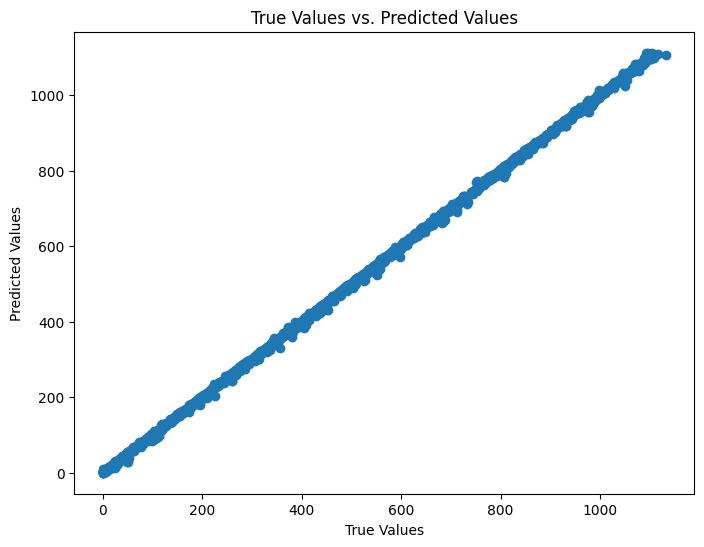 True Values vs. Predicted Values
1000
800
600
400
200
0
Predicted Values
0 200 400 600 800 1000
True Values